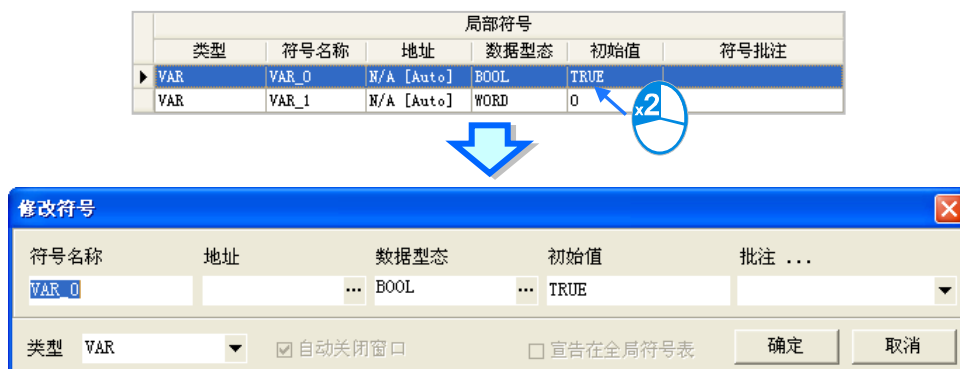 局部符号
类型 符号名称 地址 数据型态 初始值 符号批注
VAR VAR_0 N/A [Auto] BOOL TRUE
VAR VAR_1 N/A [Auto] WORD 0
x2
修改符号
符号名称 地址 数据型态 初始值 批注 ...
VAR_0 ... BOOL ... TRUE
类型 VAR 自动关闭窗口 宣告在全局符号表 确定 取消